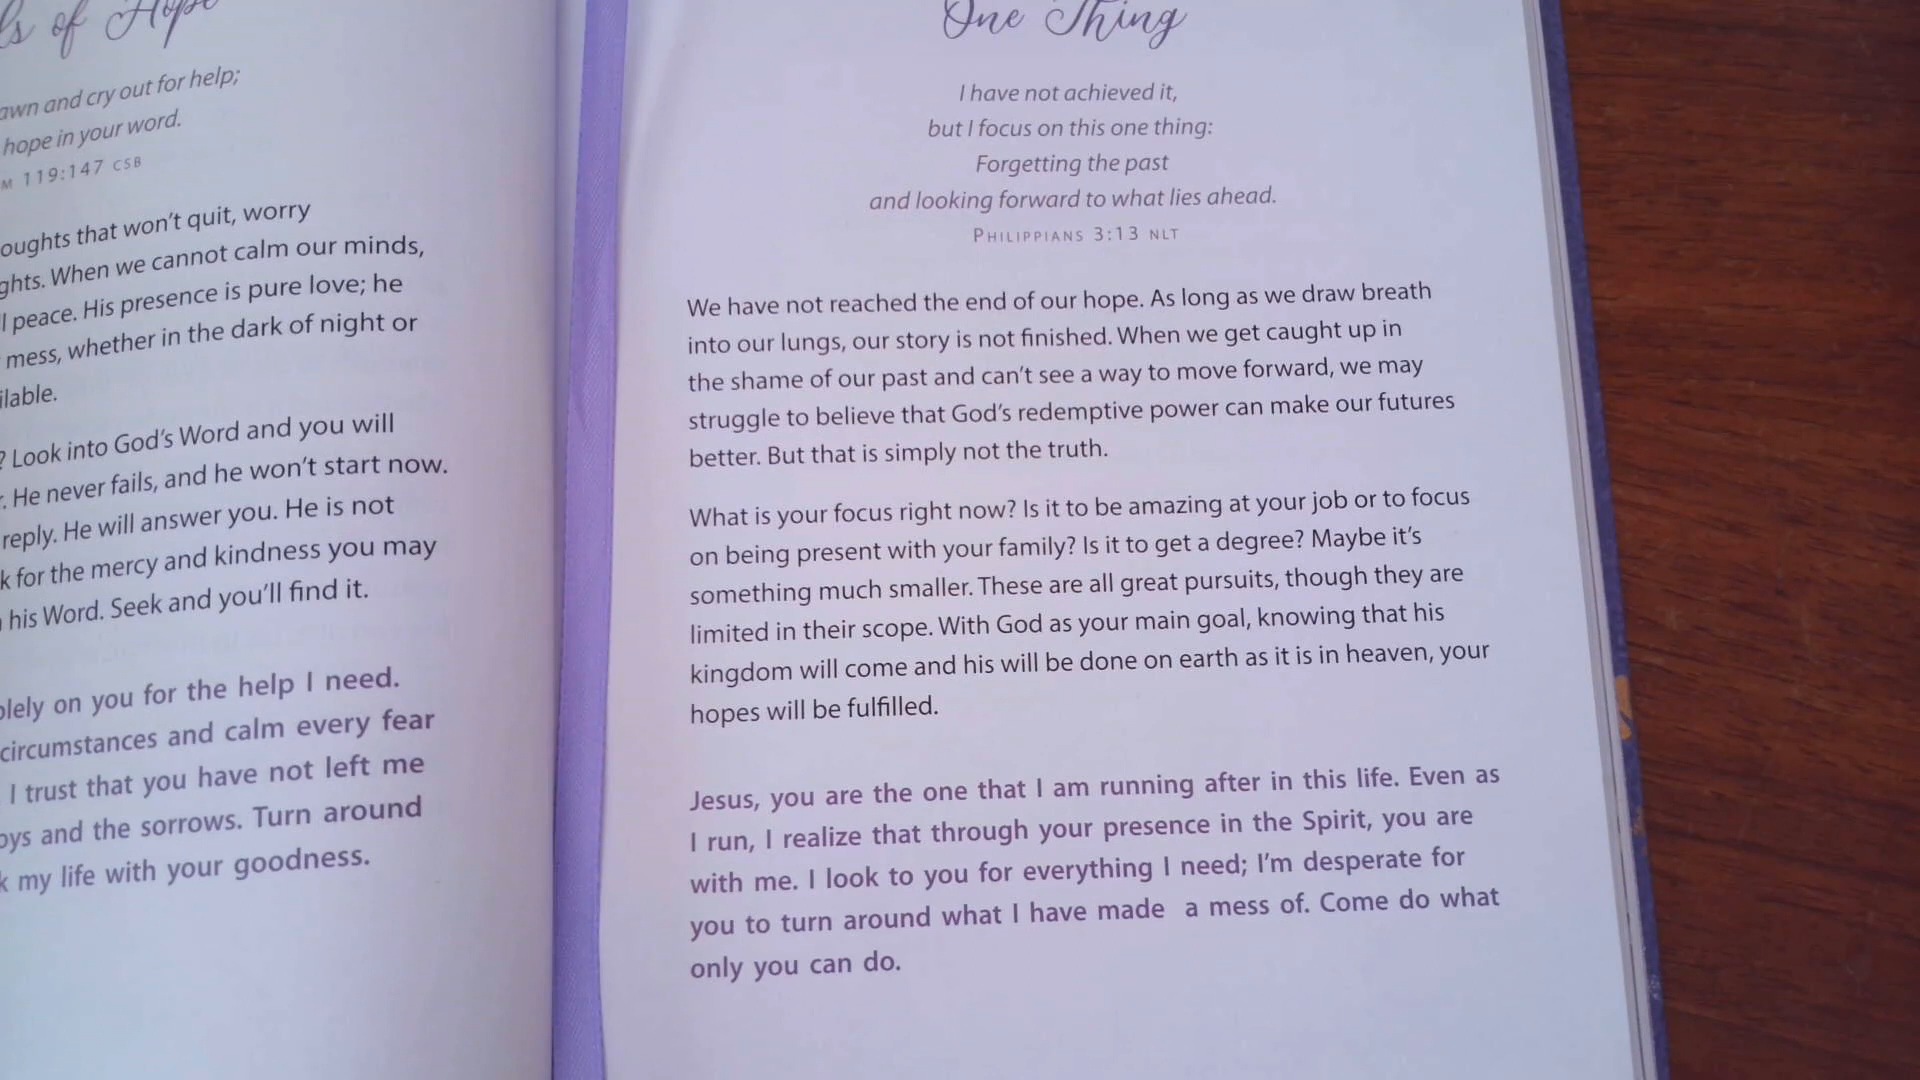 of Hope
and cry out for help;
hope in your word.
119:147 CSB
that won't quit, worry
When we cannot calm our minds,
peace. His presence is pure love; he
mess, whether in the dark of night or
? Look into God's Word and you will
. He never fails, and he won't start now.
reply. He will answer you. He is not
for the mercy and kindness you may
his Word. Seek and you'll find it.
on you for the help I need.
circumstances and calm every fear
I trust that you have not left me
and the sorrows. Turn around
my life with your goodness.
One Thing
I have not achieved it,
but I focus on this one thing:
Forgetting the past
and looking forward to what lies ahead.
Philippians 3:13 NLT
We have not reached the end of our hope. As long as we draw breath
into our lungs, our story is not finished. When we get caught up in
the shame of our past and can't see a way to move forward, we may
struggle to believe that God's redemptive power can make our futures
better. But that is simply not the truth.
What is your focus right now? Is it to be amazing at your job or to focus
on being present with your family? Is it to get a degree? Maybe it's
something much smaller. These are all great pursuits, though they are
limited in their scope. With God as your main goal, knowing that his
kingdom will come and his will be done on earth as it is in heaven, your
hopes will be fulfilled.
Jesus, you are the one that I am running after in this life. Even as
I run, I realize that through your presence in the Spirit, you are
with me. I look to you for everything I need; I'm desperate for
you to turn around what I have made a mess of. Come do what
only you can do.